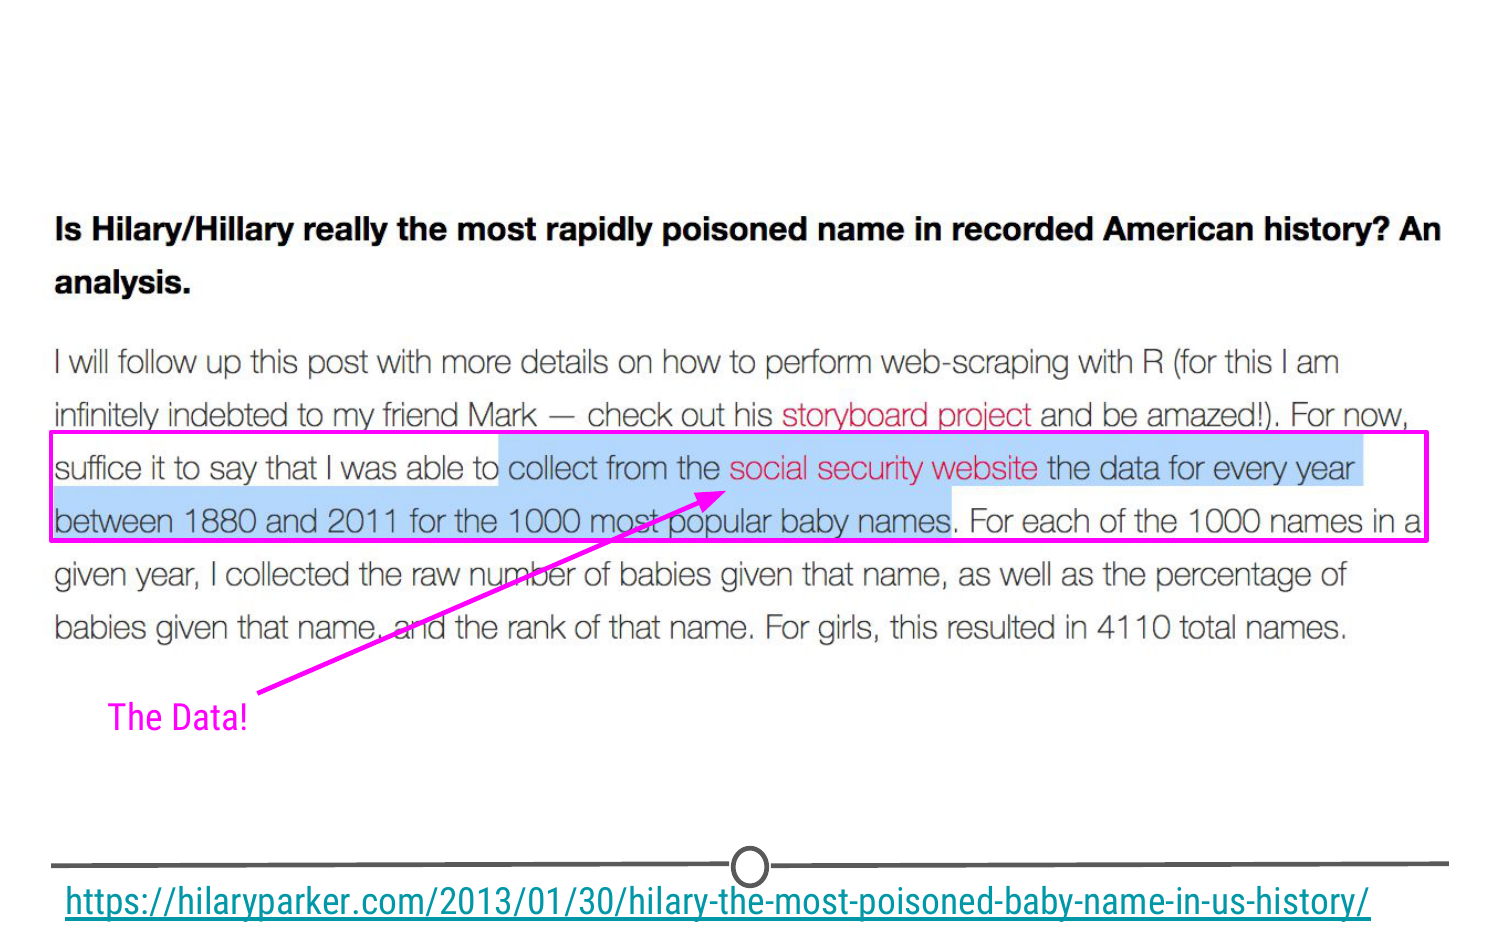 Is Hilary/Hillary really the most rapidly poisoned name in recorded American history? An
analysis.
I will follow up this post with more details on how to perform web-scraping with R (for this I am
infinitely indebted to my friend Mark — check out his storyboard project and be amazed!). For now,
suffice it to say that I was able to collect from the social security website the data for every year
between 1880 and 2011 for the 1000 most popular baby names. For each of the 1000 names in a
given year, I collected the raw number of babies given that name, as well as the percentage of
babies given that name, and the rank of that name. For girls, this resulted in 4110 total names.
The Data!
https://hilaryparker.com/2013/01/30/hilary-the-most-poisoned-baby-name-in-us-history/